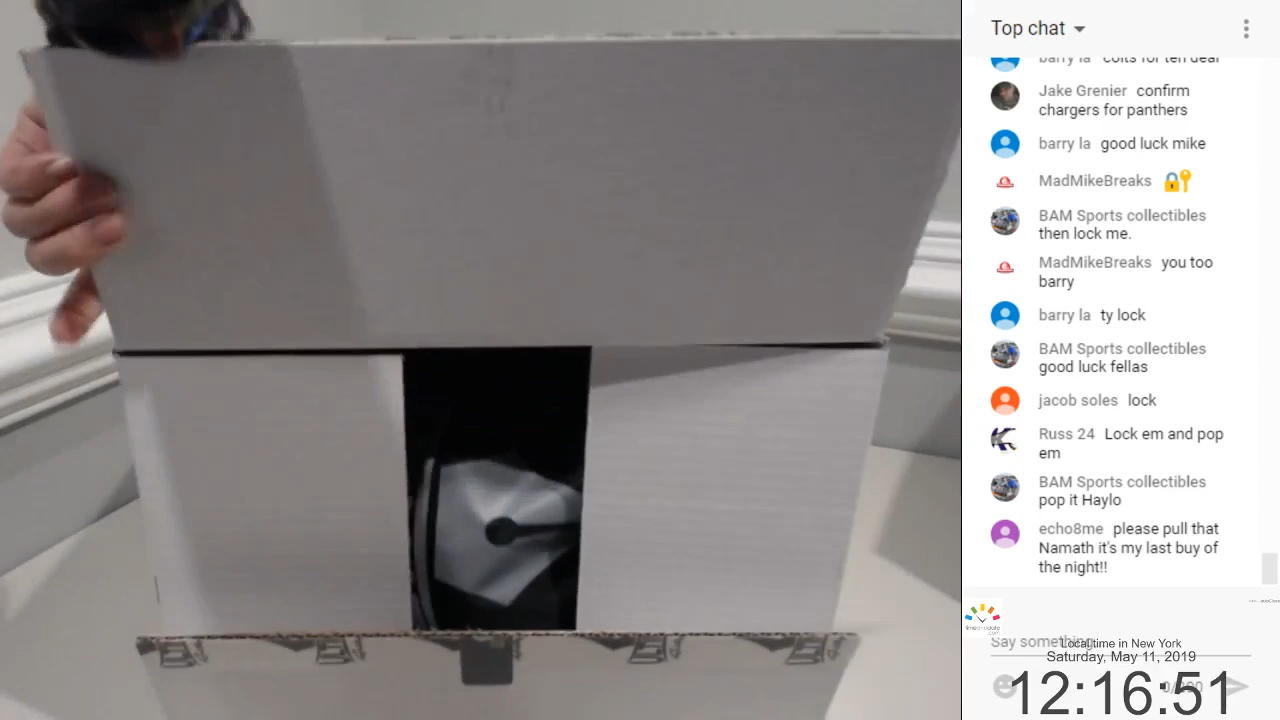 Top chat
barry la colts for ten deal
Jake Grenier confirm
chargers for panthers
barry la good luck mike
MadMikeBreaks
BAM Sports collectibles
then lock me.
MadMikeBreaks you too
barry
barry la ty lock
BAM Sports collectibles
good luck fellas
jacob soles lock
Russ 24 Lock em and pop
em
BAM Sports collectibles
pop it Haylo
echo8me please pull that
Namath it's my last buy of
the night!!
Say something...
Local time in New York
Saturday, May 11, 2019
12:16:51